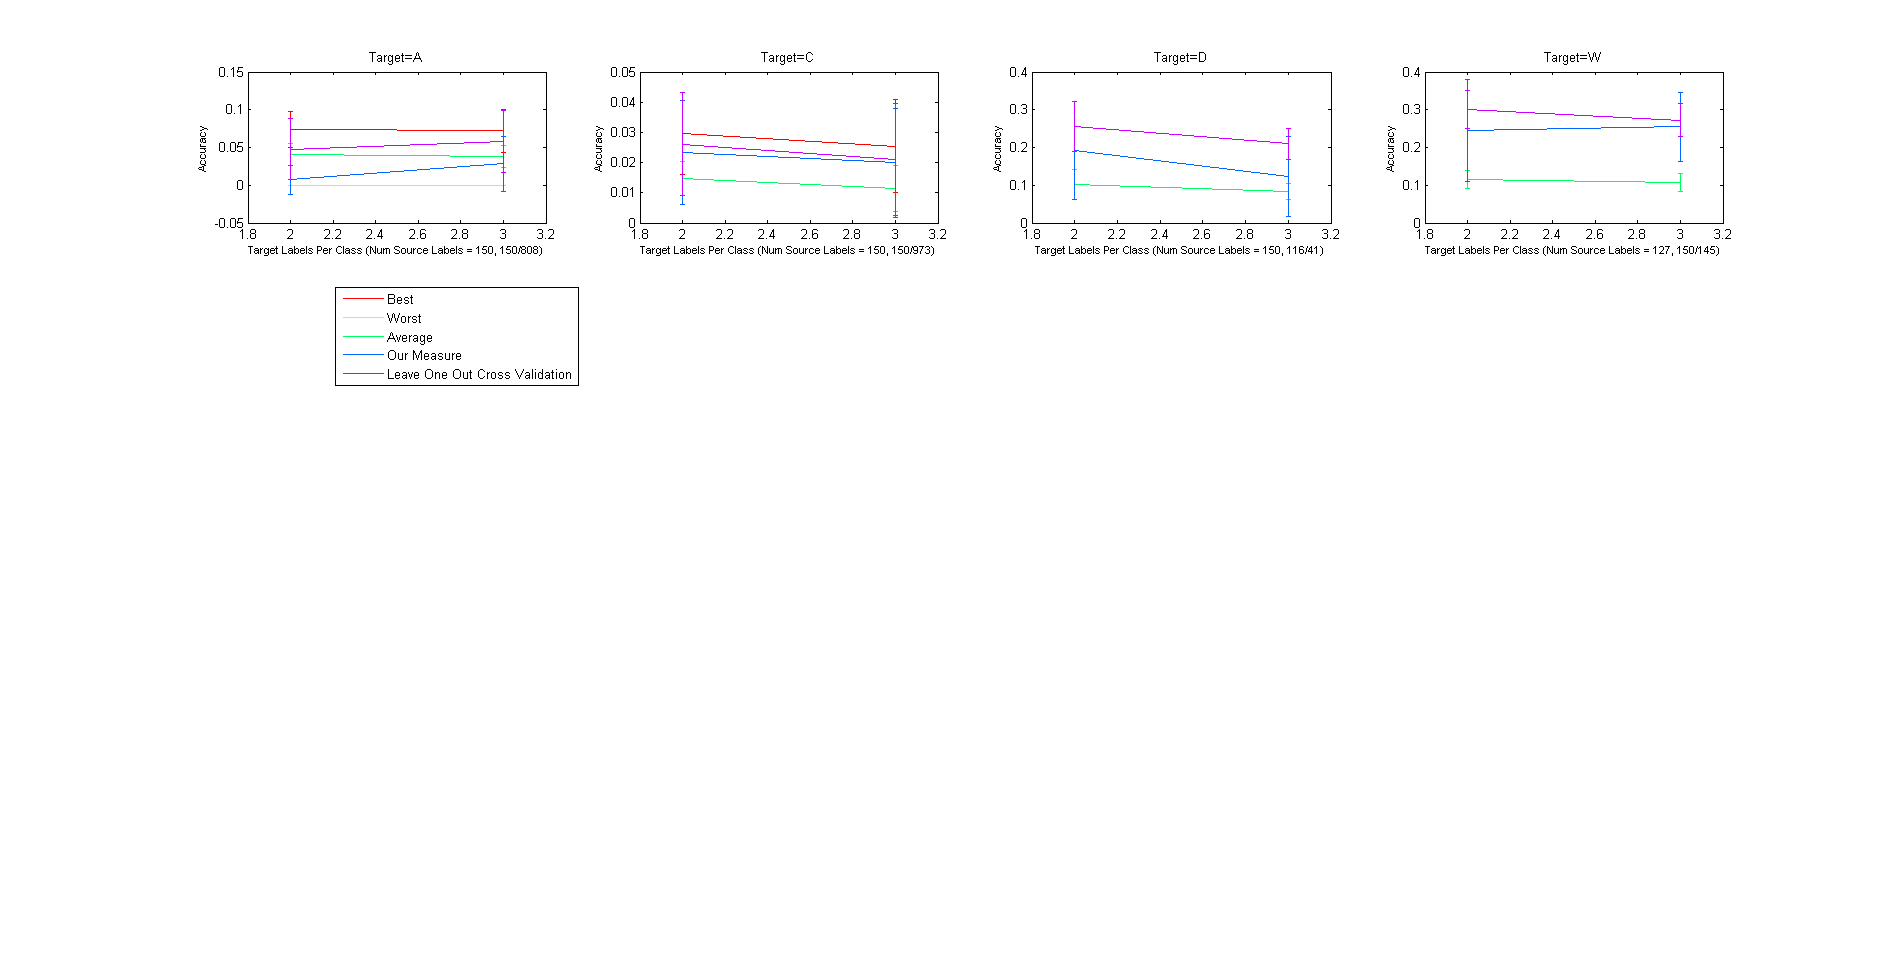 Target=A
0.15
0.1
0.05
0
-0.05
Accuracy
1.8 2 2.2 2.4 2.6 2.8 3 3.2
Target Labels Per Class (Num Source Labels = 150, 150/808)
Target=C
0.05
0.04
0.03
0.02
0.01
0
Accuracy
1.8 2 2.2 2.4 2.6 2.8 3 3.2
Target Labels Per Class (Num Source Labels = 150, 150/973)
Target=D
0.4
0.3
0.2
0.1
0
Accuracy
1.8 2 2.2 2.4 2.6 2.8 3 3.2
Target Labels Per Class (Num Source Labels = 150, 116/41)
Target=W
0.4
0.3
0.2
0.1
0
Accuracy
1.8 2 2.2 2.4 2.6 2.8 3 3.2
Target Labels Per Class (Num Source Labels = 127, 150/145)
Best
Worst
Average
Our Measure
Leave One Out Cross Validation